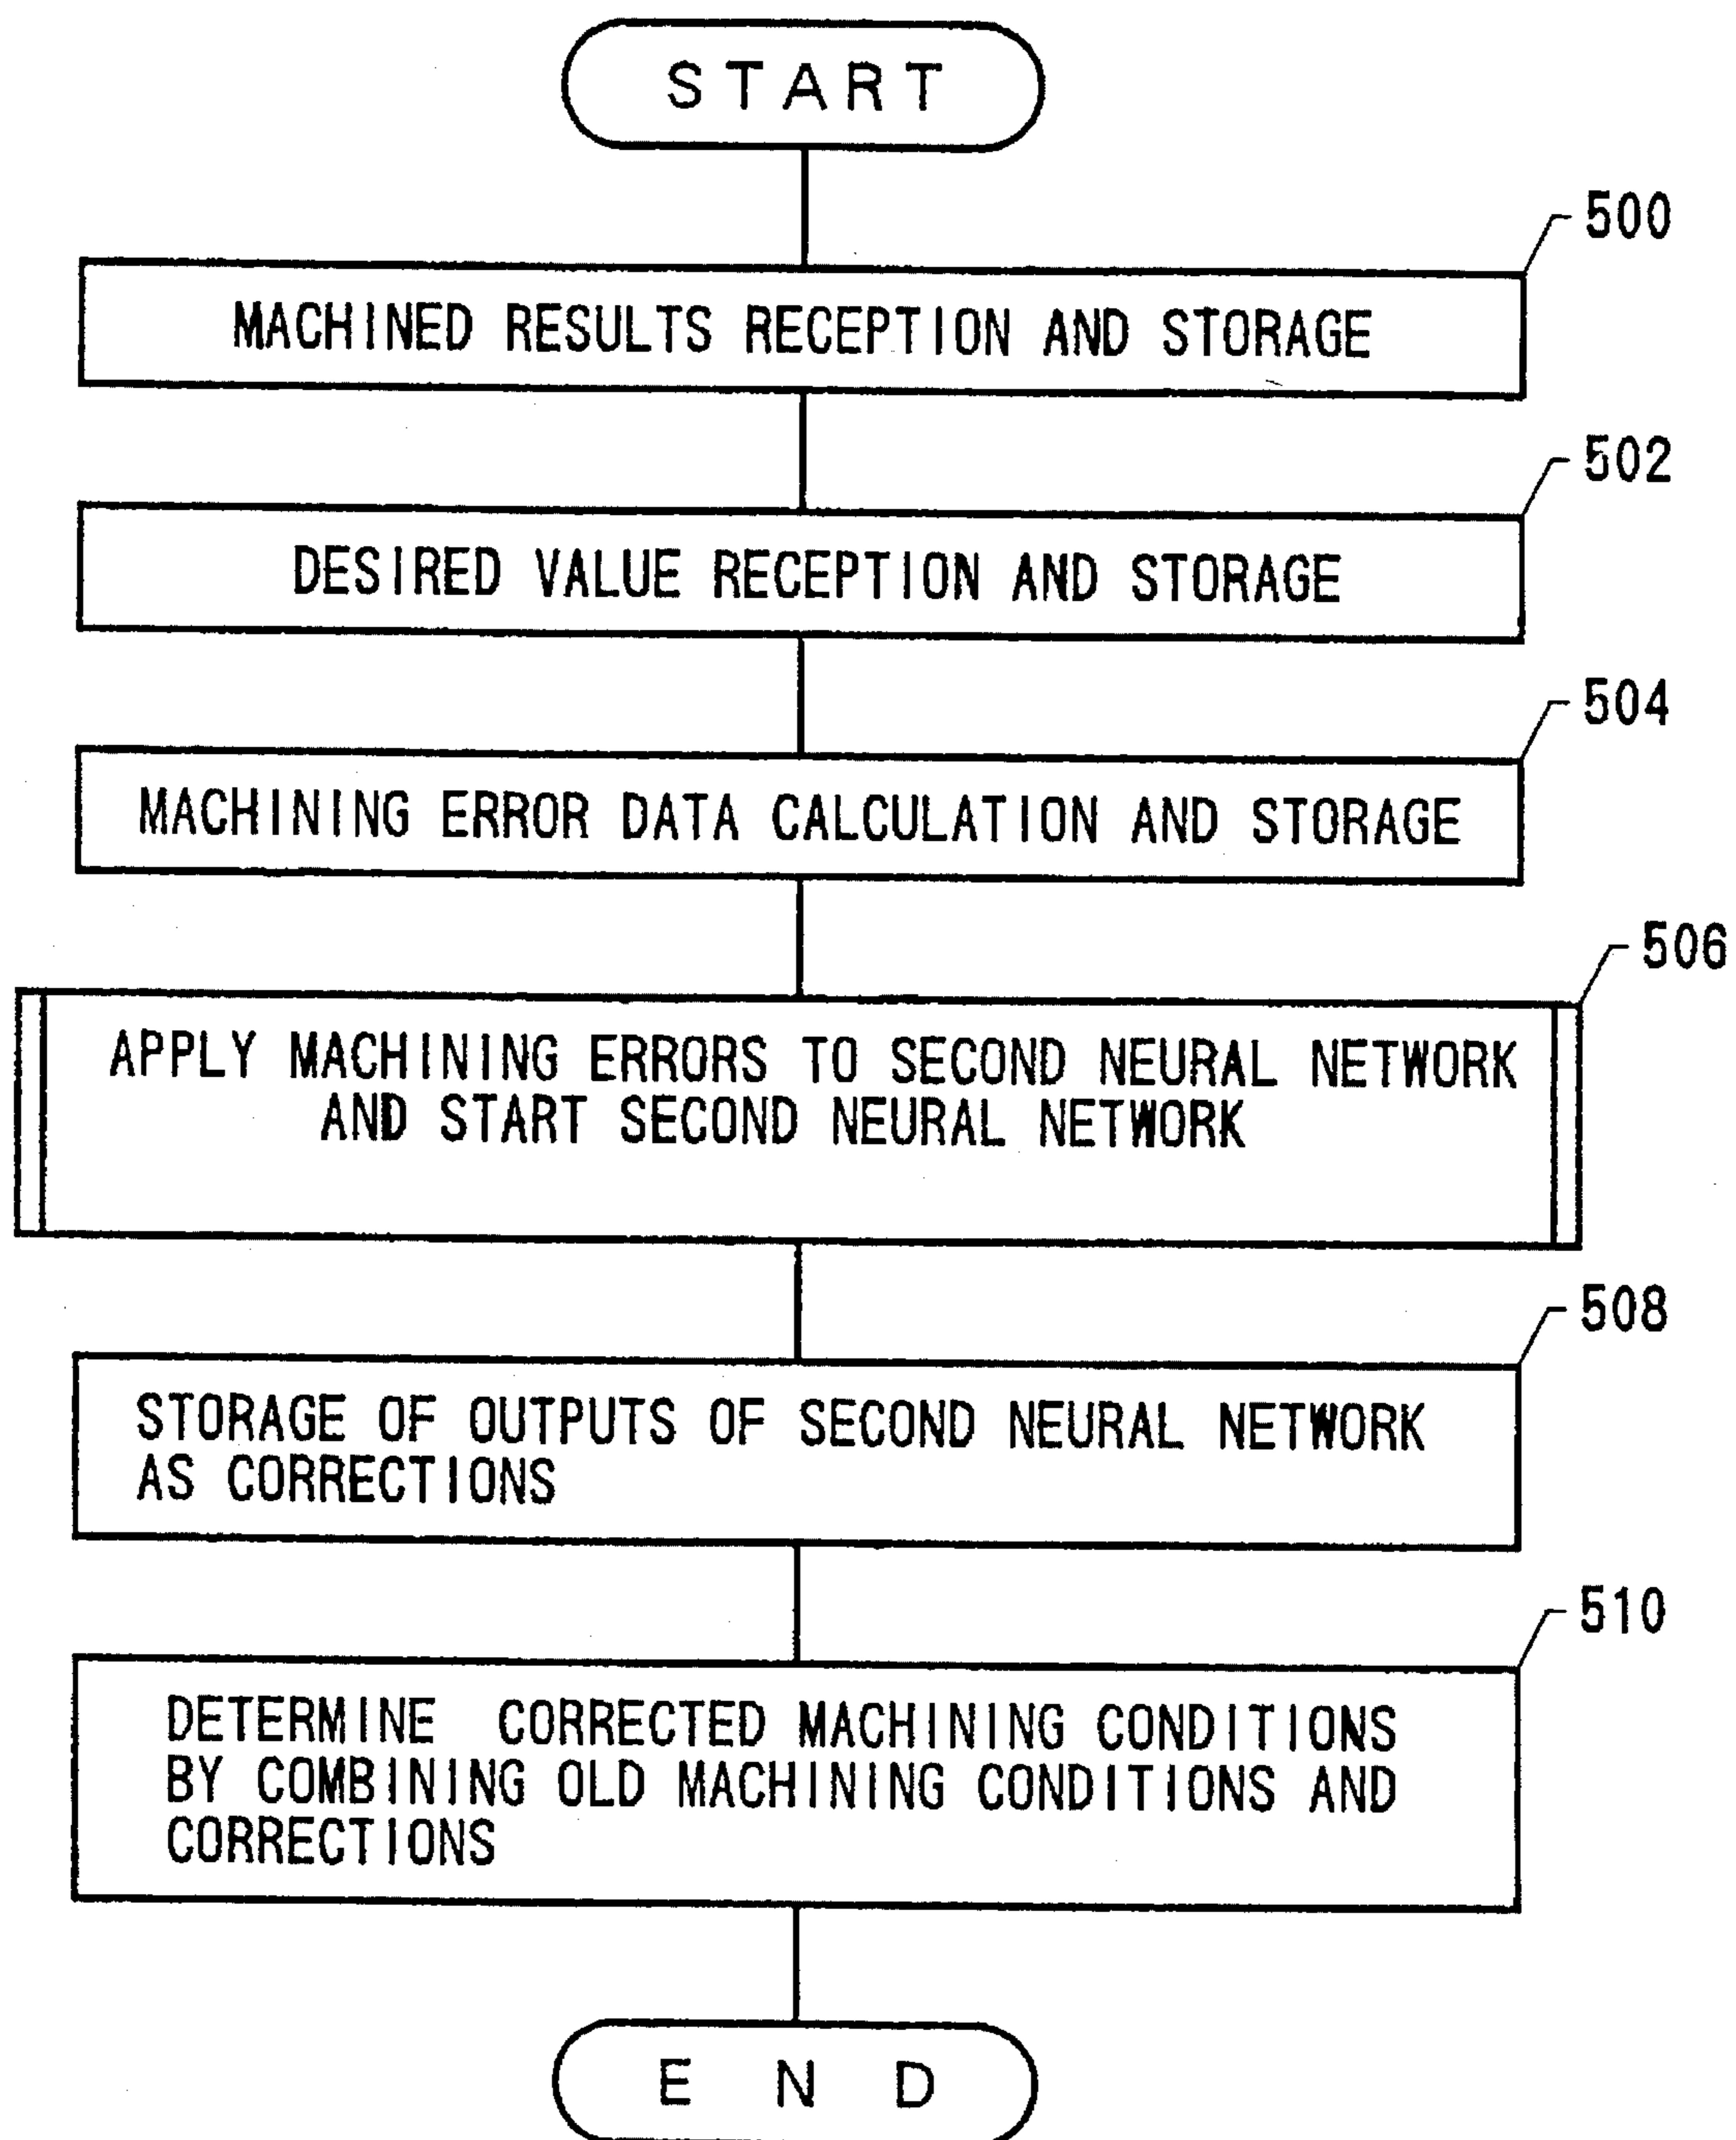 START
500
MACHINED RESULTS RECEPTION AND STORAGE
502
DESIRED VALUE RECEPTION AND STORAGE
504
MACHINING ERROR DATA CALCULATION AND STORAGE
506
APPLY MACHINING ERRORS TO SECOND NEURAL NETWORK
AND START SECOND NEURAL NETWORK
508
STORAGE OF OUTPUTS OF SECOND NEURAL NETWORK
AS CORRECTIONS
510
DETERMINE CORRECTED MACHINING CONDITIONS
BY COMBINING OLD MACHINING CONDITIONS AND
CORRECTIONS
END